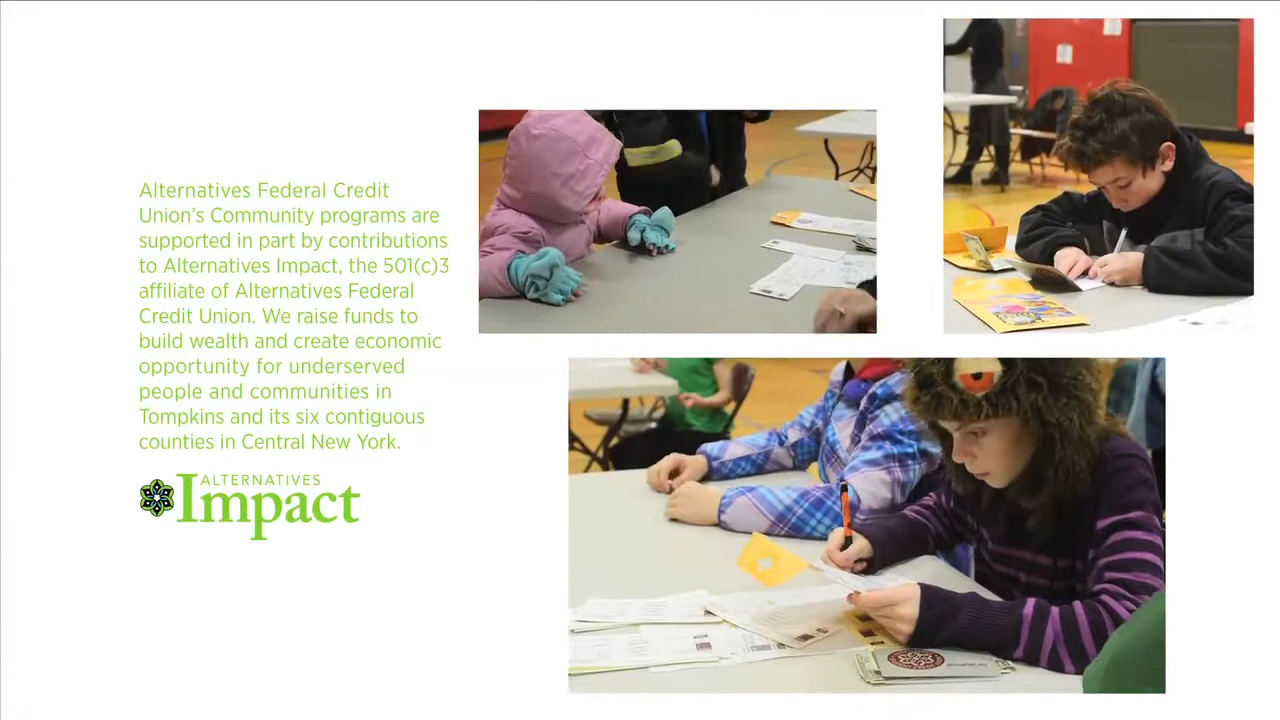 Alternatives Federal Credit
Union's Community programs are
supported in part by contributions
to Alternatives Impact, the 501(c)3
affiliate of Alternatives Federal
Credit Union. We raise funds to
build wealth and create economic
opportunity for underserved
people and communities in
Tompkins and its six contiguous
counties in Central New York.
ALTERNATIVES
Impact